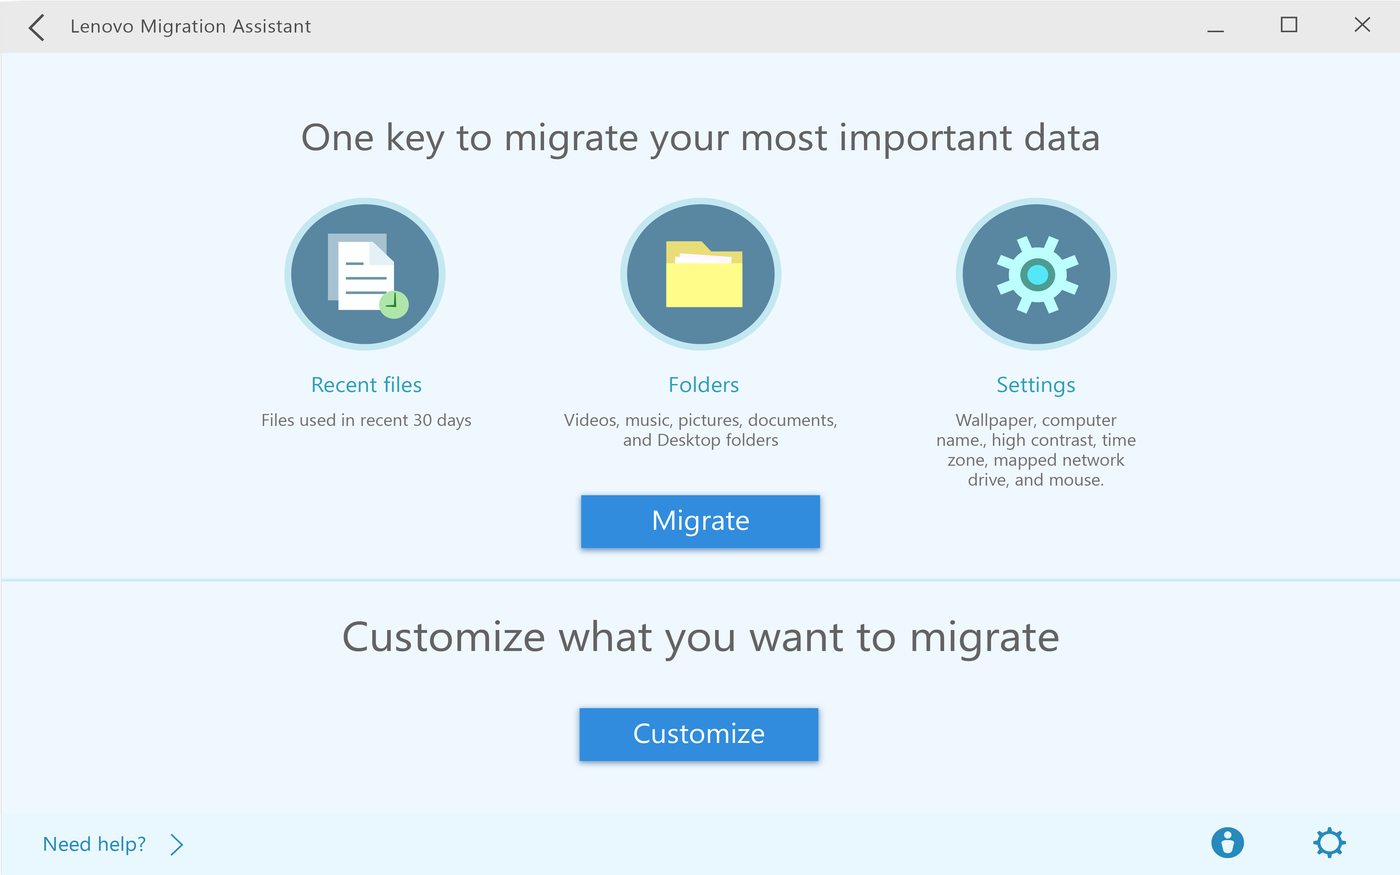 Lenovo Migration Assistant
One key to migrate your most important data
Recent files
Files used in recent 30 days
Folders
Videos, music, pictures, documents,
and Desktop folders
Settings
Wallpaper, computer
name., high contrast, time
zone, mapped network
drive, and mouse.
Migrate
Customize what you want to migrate
Customize
Need help?